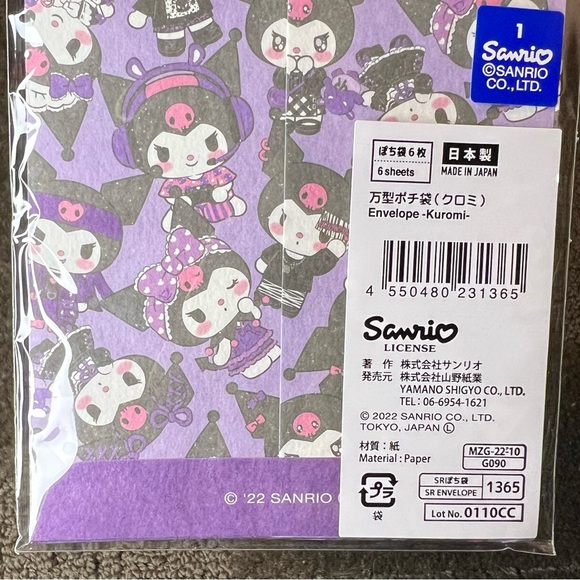 1
Sanrio
©SANRIO
CO., LTD.
ぽち袋6枚
6 sheets
日本製
MADE IN JAPAN
万型ポチ袋（クロミ）
Envelope -Kuromi-
4 550480 231365
Sanrio
LICENSE
著 作 株式会社サンリオ
発売元 株式会社山野紙業
YAMANO SHIGYO CO., LTD.
TEL: 06-6954-1621
© 2022 SANRIO CO., LTD.
TOKYO, JAPAN Ⓛ
材質：紙
Material : Paper
MZG-22-10
G090
プラ
袋
SRぽち袋
SR ENVELOPE
1365
Lot No. 0110CC
© '22 SANRIO (